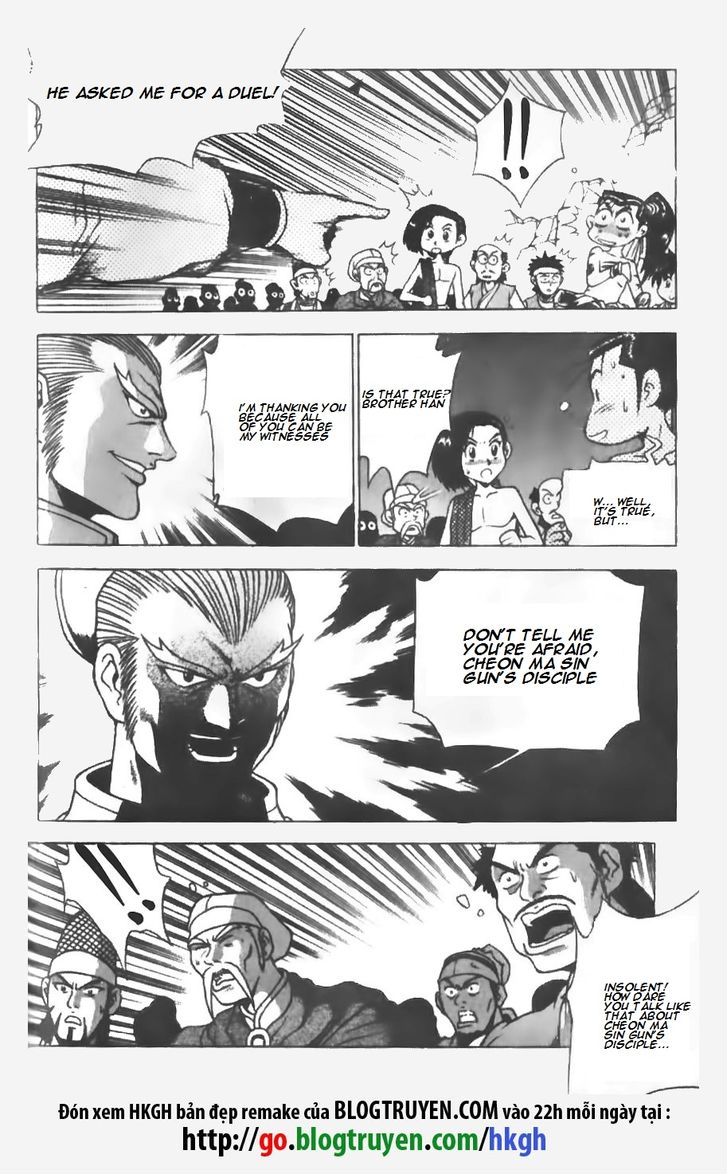 HE ASKED ME FOR A DUEL!
!!
I'M THANKING YOU
BECAUSE ALL
OF YOU CAN BE
MY WITNESSES
IS THAT TRUE?
BROTHER HAN
W... WELL,
IT'S TRUE,
BUT...
DON'T TELL ME
YOU'RE AFRAID,
CHEON MA SIN
GUN'S DISCIPLE
!!
INSOLENT!
HOW DARE
YOU TALK LIKE
THAT ABOUT
CHEON MA
SIN GUN'S
DISCIPLE...
Đón xem HKGH bản đẹp remake của BLOGTRUYEN.COM vào 22h mỗi ngày tại :
http://go.blogtruyen.com/hkgh